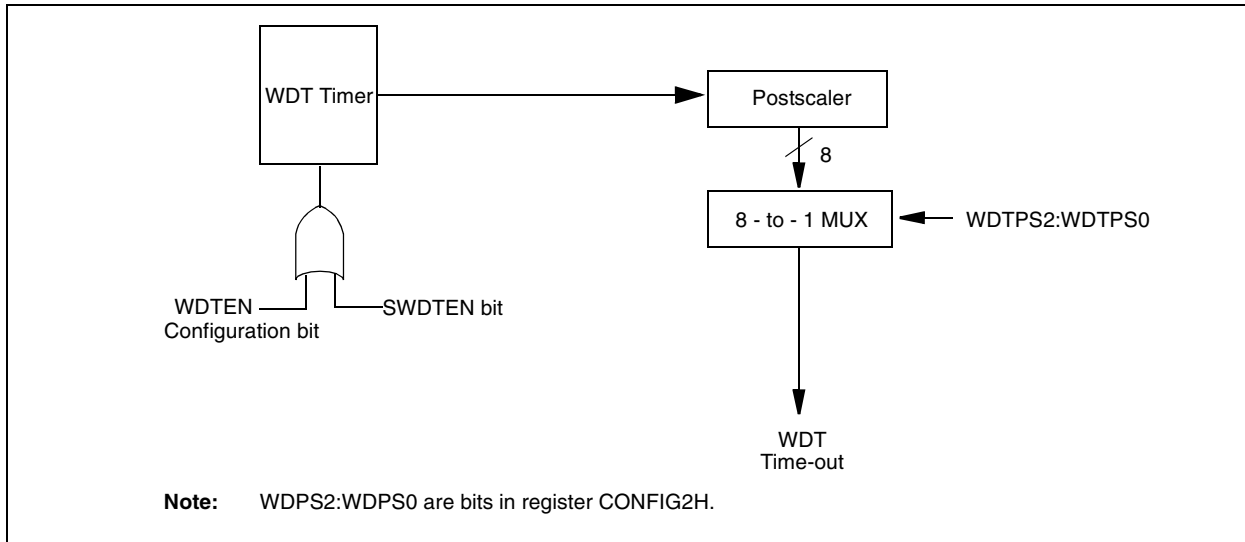 WDT Timer
Postscaler
8
8 - to - 1 MUX
WDTPS2:WDTPS0
WDTEN
Configuration bit
SWDTEN bit
WDT
Time-out
Note: WDPS2:WDPS0 are bits in register CONFIG2H.